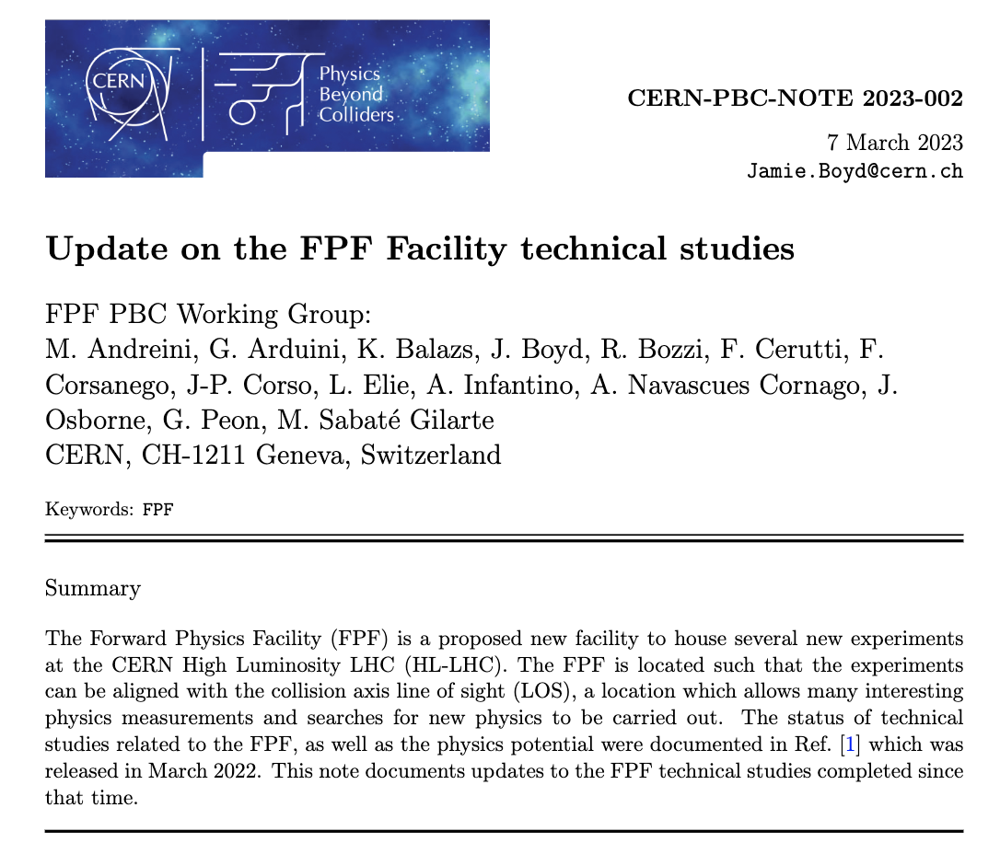 CERN
Physics
Beyond
Colliders
CERN-PBC-NOTE 2023-002
7 March 2023
Jamie.Boyd@cern.ch
Update on the FPF Facility technical studies
FPF PBC Working Group:
M. Andreini, G. Arduini, K. Balazs, J. Boyd, R. Bozzi, F. Cerutti, F.
Corsanego, J-P. Corso, L. Elie, A. Infantino, A. Navascues Cornago, J.
Osborne, G. Peon, M. Sabaté Gilarte
CERN, CH-1211 Geneva, Switzerland
Keywords: FPF
Summary
The Forward Physics Facility (FPF) is a proposed new facility to house several new experiments
at the CERN High Luminosity LHC (HL-LHC). The FPF is located such that the experiments
can be aligned with the collision axis line of sight (LOS), a location which allows many interesting
physics measurements and searches for new physics to be carried out. The status of technical
studies related to the FPF, as well as the physics potential were documented in Ref. [1] which was
released in March 2022. This note documents updates to the FPF technical studies completed since
that time.